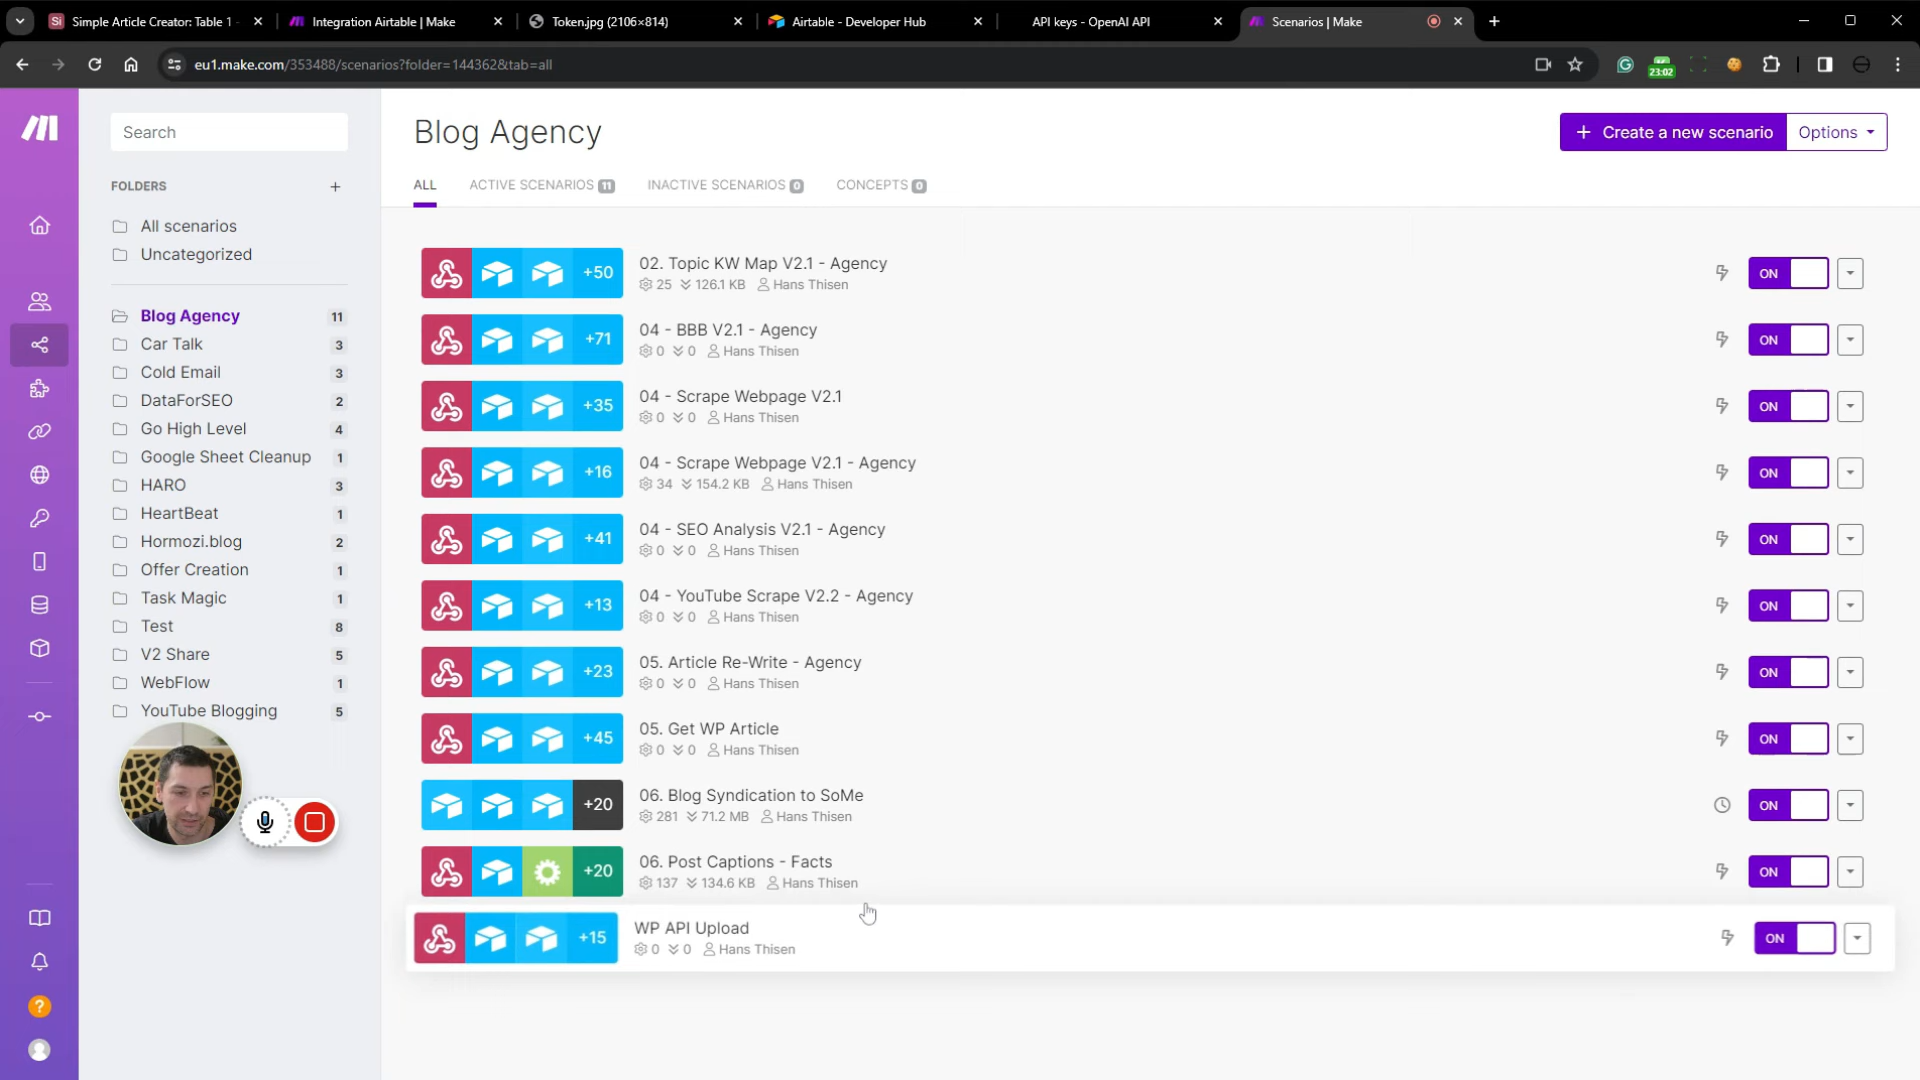 Simple Article Creator: Table 1
Integration Airtable | Make
Token.jpg (2106×814)
Airtable - Developer Hub
API keys - OpenAI API
Scenarios | Make
eu1.make.com/353488/scenarios?folder=144362&tab=all
23:02
Search
FOLDERS
All scenarios
Uncategorized
Blog Agency 11
Car Talk 3
Cold Email 3
DataForSEO 2
Go High Level 4
Google Sheet Cleanup 1
HARO 3
HeartBeat 1
Hormozi.blog 2
Offer Creation 1
Task Magic 1
Test 8
V2 Share 5
WebFlow 1
YouTube Blogging 5
?
Blog Agency
+ Create a new scenario
Options
ALL
ACTIVE SCENARIOS 11
INACTIVE SCENARIOS 0
CONCEPTS 0
+50
02. Topic KW Map V2.1 - Agency
25 126.1 KB Hans Thisen
ON
+71
04 - BBB V2.1 - Agency
0 0 Hans Thisen
ON
+35
04 - Scrape Webpage V2.1
0 0 Hans Thisen
ON
+16
04 - Scrape Webpage V2.1 - Agency
34 154.2 KB Hans Thisen
ON
+41
04 - SEO Analysis V2.1 - Agency
0 0 Hans Thisen
ON
+13
04 - YouTube Scrape V2.2 - Agency
0 0 Hans Thisen
ON
+23
05. Article Re-Write - Agency
0 0 Hans Thisen
ON
+45
05. Get WP Article
0 0 Hans Thisen
ON
+20
06. Blog Syndication to SoMe
281 71.2 MB Hans Thisen
ON
+20
06. Post Captions - Facts
137 134.6 KB Hans Thisen
ON
+15
WP API Upload
0 0 Hans Thisen
ON